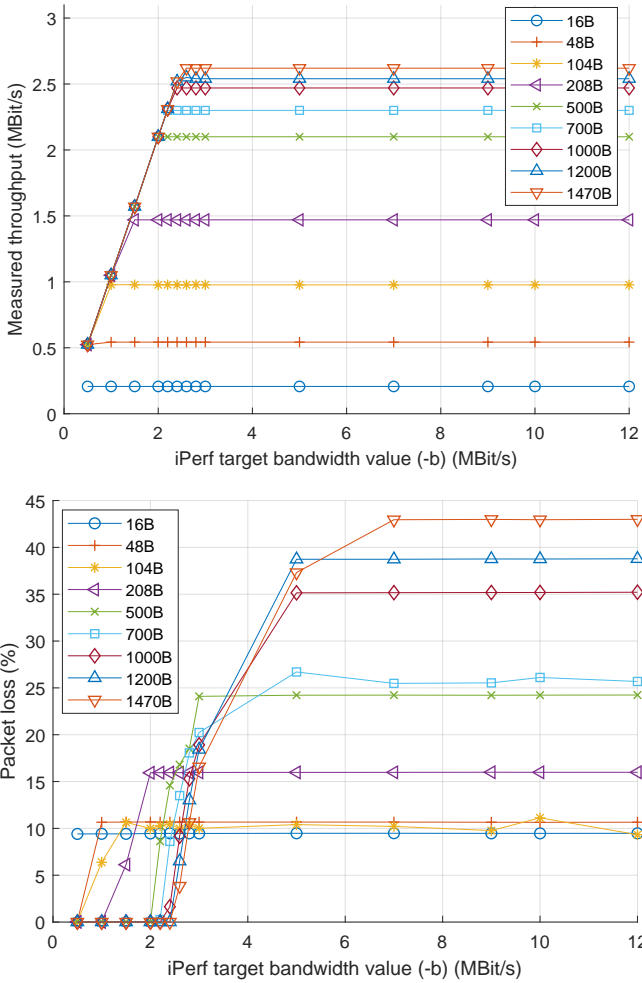 3
2.5
2
1.5
1
0.5
0
Measured throughput (MBit/s)
16B
48B
104B
208B
500B
700B
1000B
1200B
1470B
0 2 4 6 8 10 12
iPerf target bandwidth value (-b) (MBit/s)
45
40
35
30
25
20
15
10
5
0
Packet loss (%)
16B
48B
104B
208B
500B
700B
1000B
1200B
1470B
0 2 4 6 8 10 12
iPerf target bandwidth value (-b) (MBit/s)